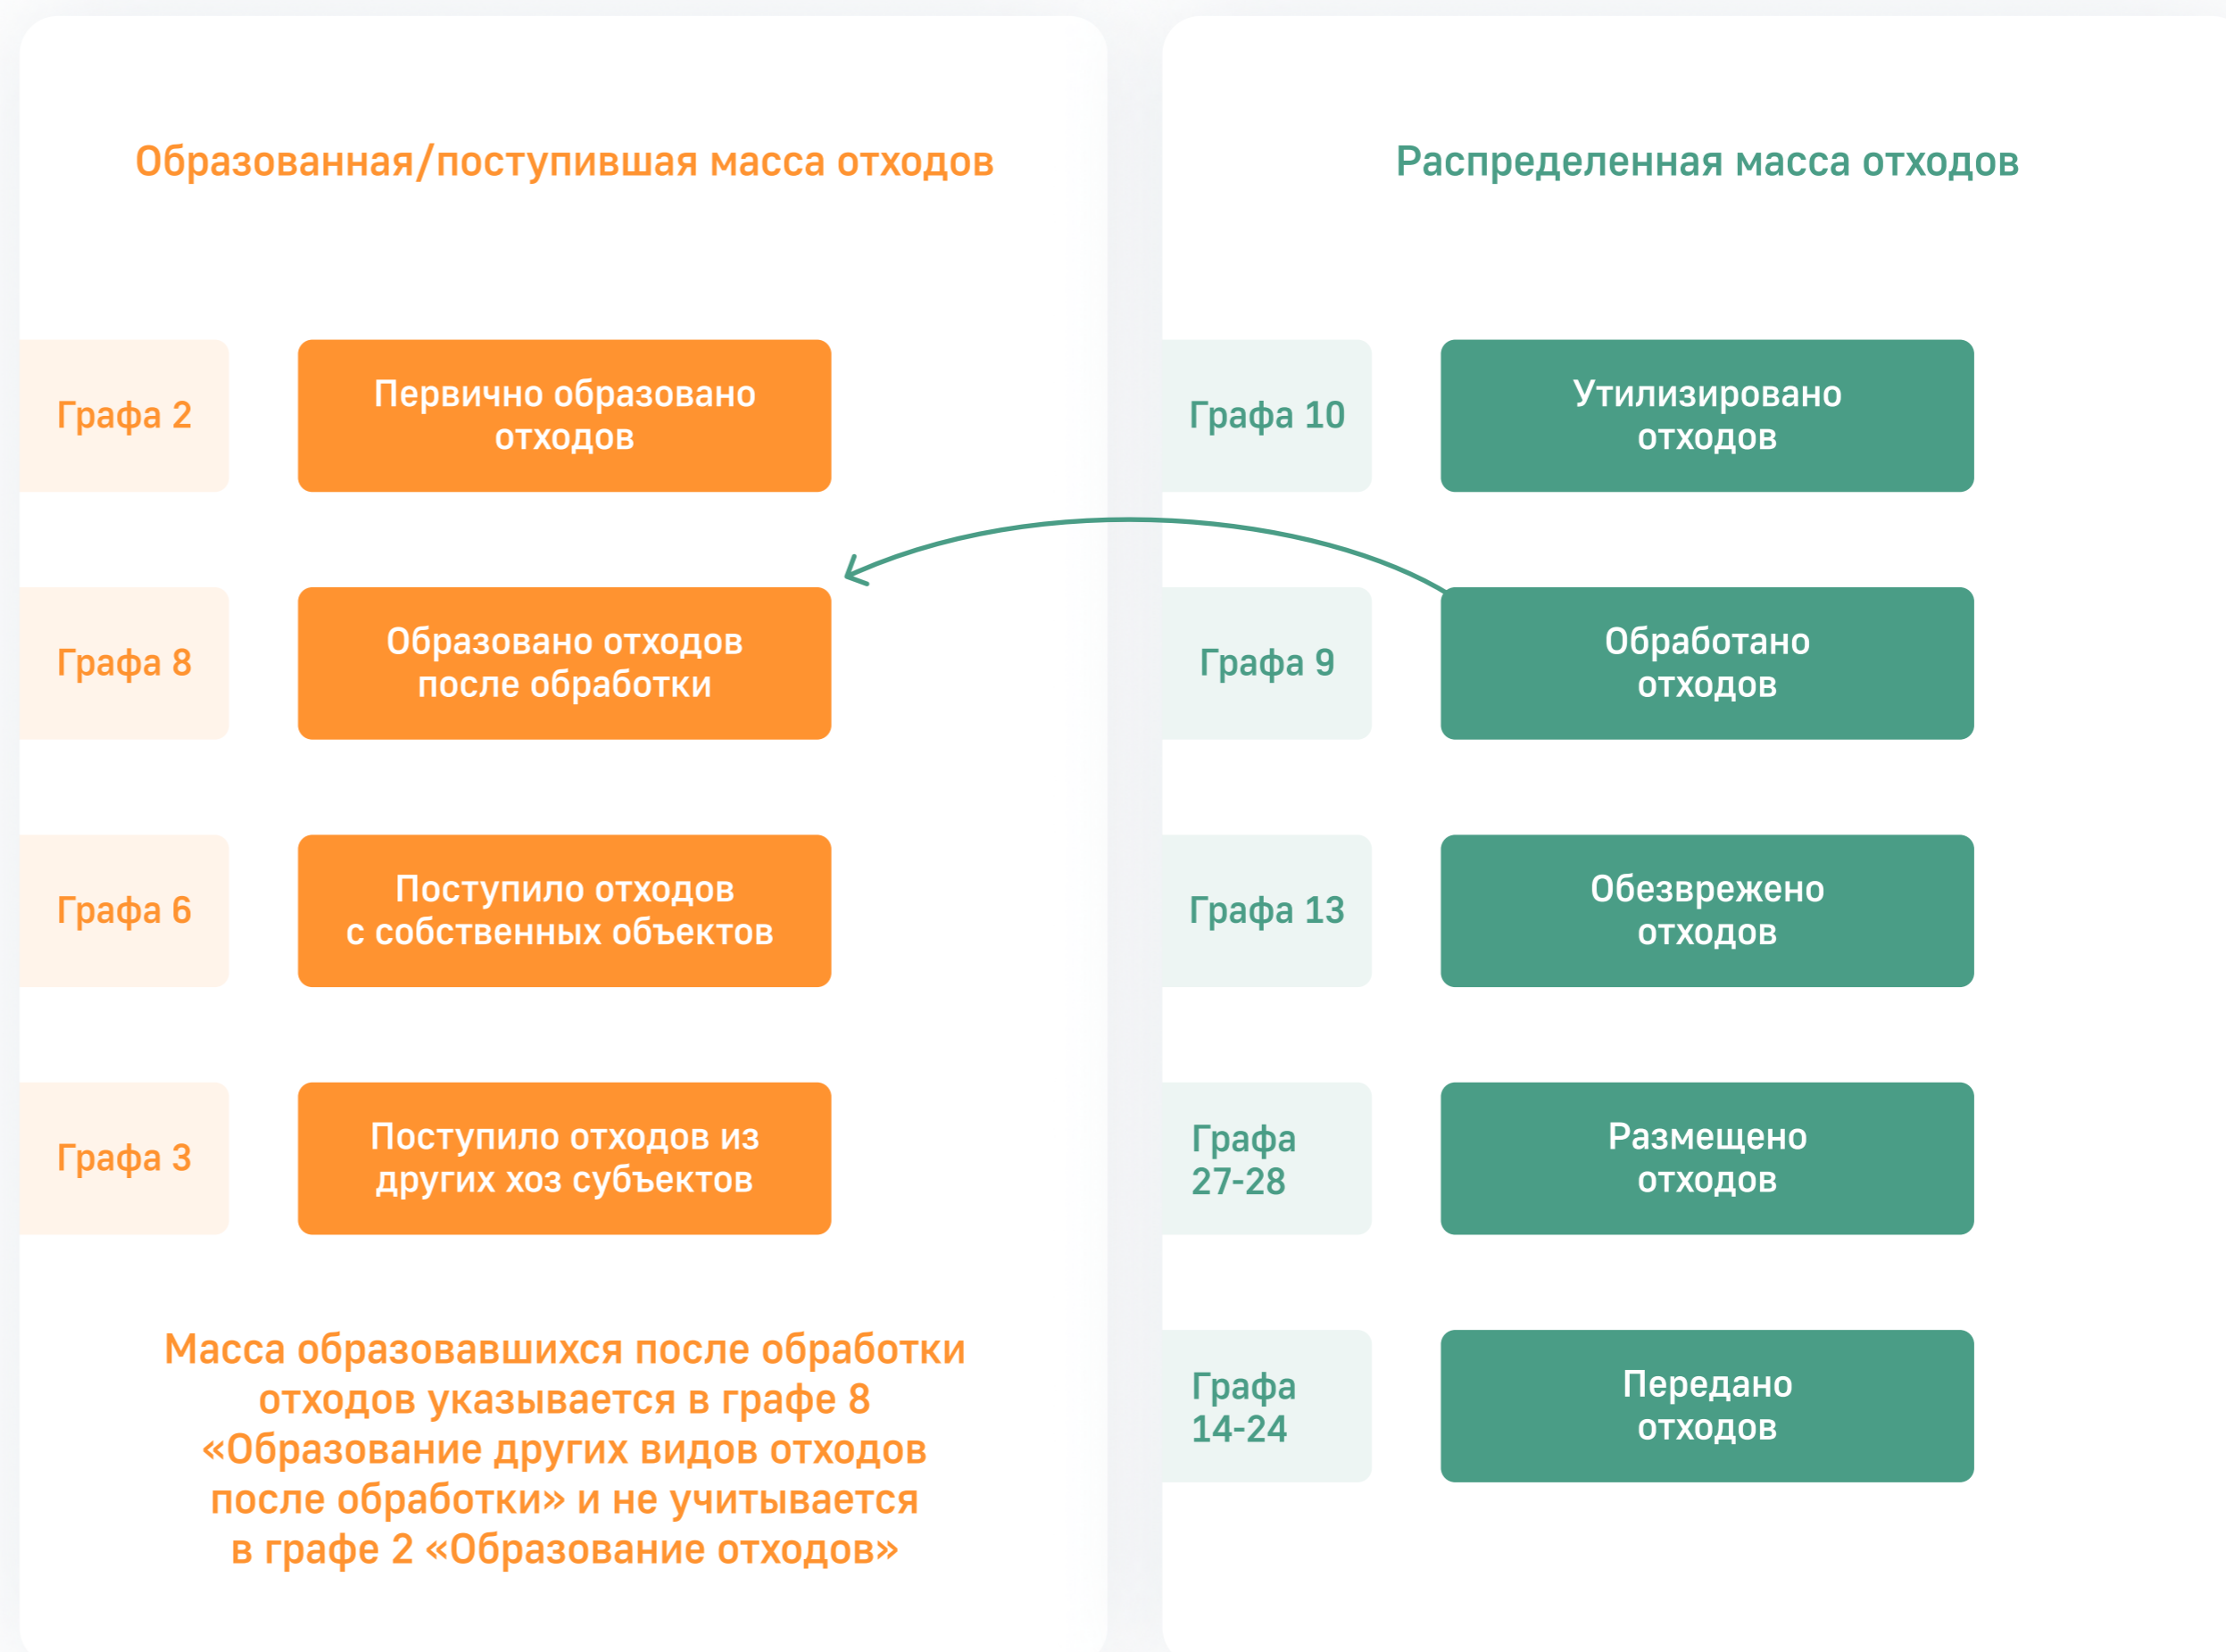 Образованная/поступившая масса отходов
Графа 2
Первично образовано
отходов
Графа 8
Образовано отходов
после обработки
Графа 6
Поступило отходов
с собственных объектов
Графа 3
Поступило отходов из
других хоз субъектов
Масса образовавшихся после обработки
отходов указывается в графе 8
«Образование других видов отходов
после обработки» и не учитывается
в графе 2 «Образование отходов»
Распределенная масса отходов
Графа 10
Утилизировано
отходов
Графа 9
Обработано
отходов
Графа 13
Обезврежено
отходов
Графа
27-28
Размещено
отходов
Графа
14-24
Передано
отходов